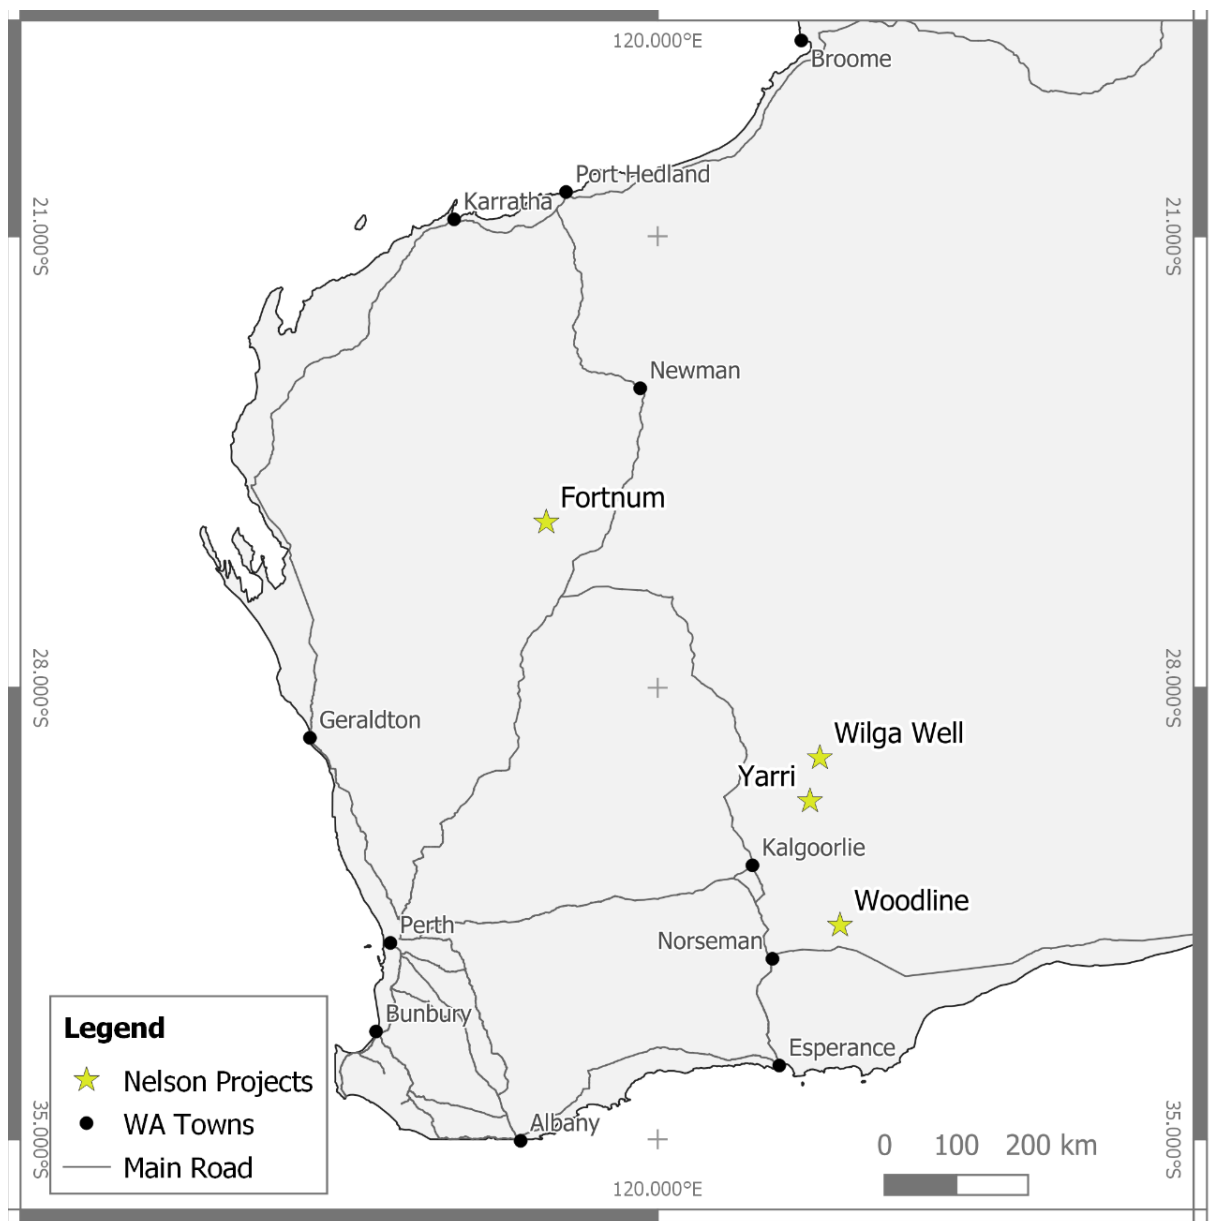 120.000°E
Broome
Port Hedland
Karratha
21.000°S
21.000°S
Newman
Fortnum
28.000°S
28.000°S
Geraldton
Wilga Well
Yarri
Kalgoorlie
Woodline
Perth
Norseman
Bunbury
Esperance
Albany
35.000°S
35.000°S
Legend
Nelson Projects
WA Towns
Main Road
0 100 200 km
120.000°E